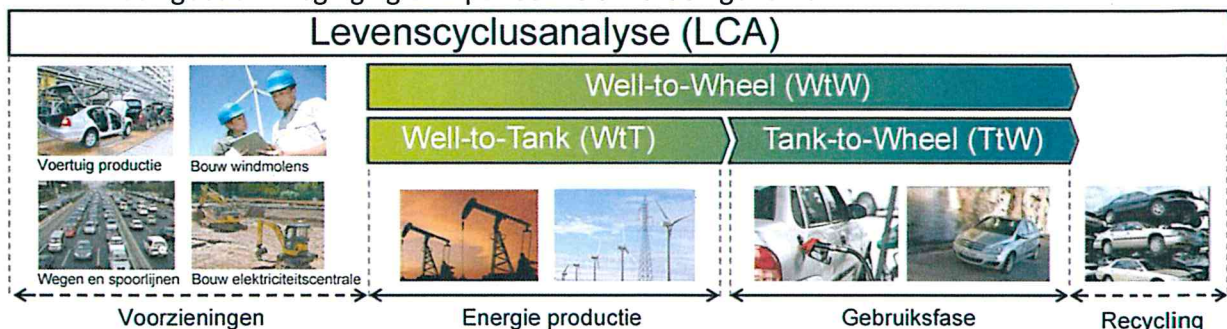 Levenscyclusanalyse (LCA)
Well-to-Wheel (WtW)
Well-to-Tank (WtT)
Tank-to-Wheel (TtW)
Voertuig productie
Bouw windmolens
Wegen en spoorlijnen
Bouw elektriciteitscentrale
Voorzieningen
Energie productie
Gebruiksfase
Recycling